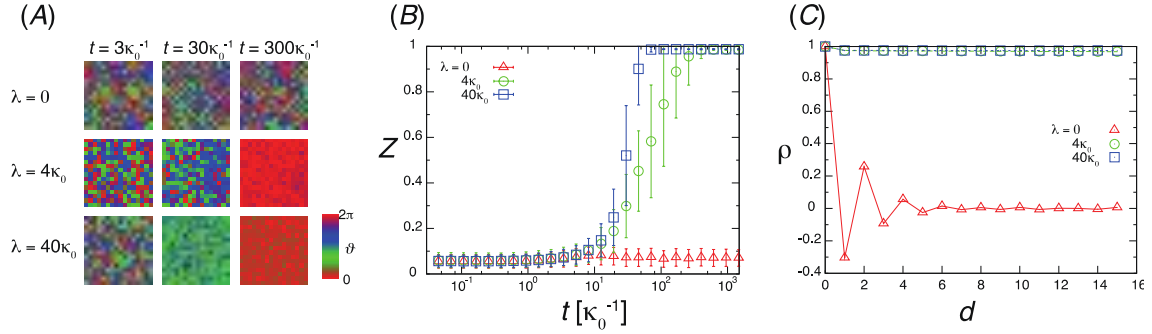 (A)
t = 3κ₀⁻¹ t = 30κ₀⁻¹ t = 300κ₀⁻¹
λ = 0
λ = 4κ₀
λ = 40κ₀
2π
ϑ
0
(B)
Z
1
0.8
0.6
0.4
0.2
0
λ = 0
4κ₀
40κ₀
10⁻¹ 10⁰ 10¹ 10² 10³
t [κ₀⁻¹]
(C)
ρ
1
0.8
0.6
0.4
0.2
0
-0.2
-0.4
λ = 0
4κ₀
40κ₀
0 2 4 6 8 10 12 14 16
d